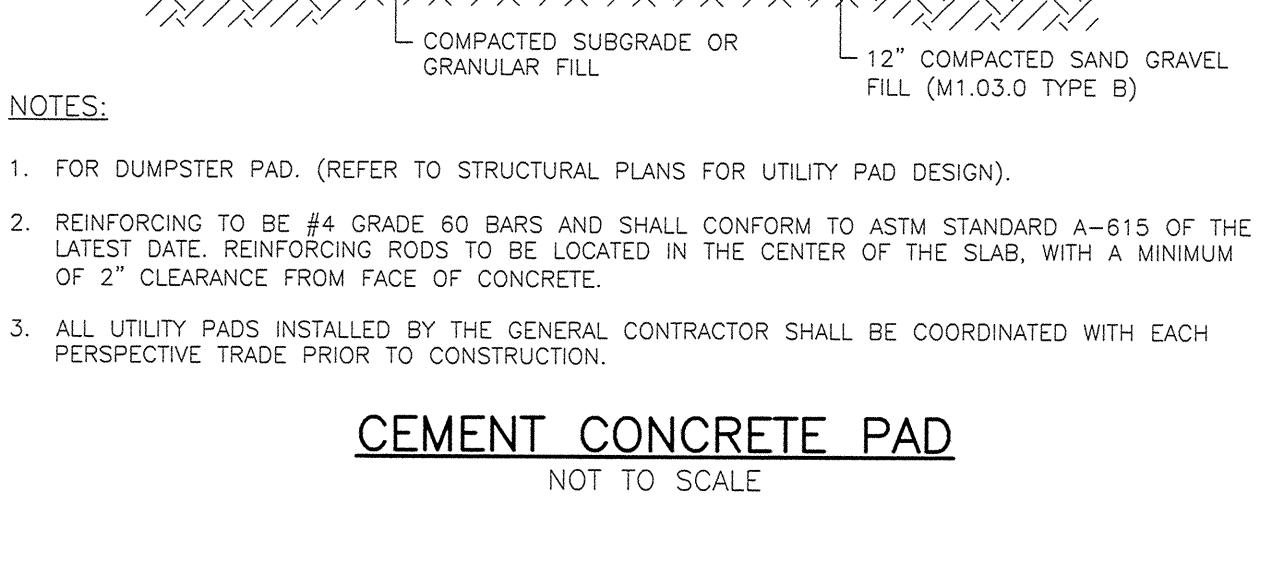 COMPACTED SUBGRADE OR
GRANULAR FILL
12" COMPACTED SAND GRAVEL
FILL (M1.03.0 TYPE B)
NOTES:
1. FOR DUMPSTER PAD. (REFER TO STRUCTURAL PLANS FOR UTILITY PAD DESIGN).
2. REINFORCING TO BE #4 GRADE 60 BARS AND SHALL CONFORM TO ASTM STANDARD A-615 OF THE
LATEST DATE. REINFORCING RODS TO BE LOCATED IN THE CENTER OF THE SLAB, WITH A MINIMUM
OF 2" CLEARANCE FROM FACE OF CONCRETE.
3. ALL UTILITY PADS INSTALLED BY THE GENERAL CONTRACTOR SHALL BE COORDINATED WITH EACH
PERSPECTIVE TRADE PRIOR TO CONSTRUCTION.
CEMENT CONCRETE PAD
NOT TO SCALE